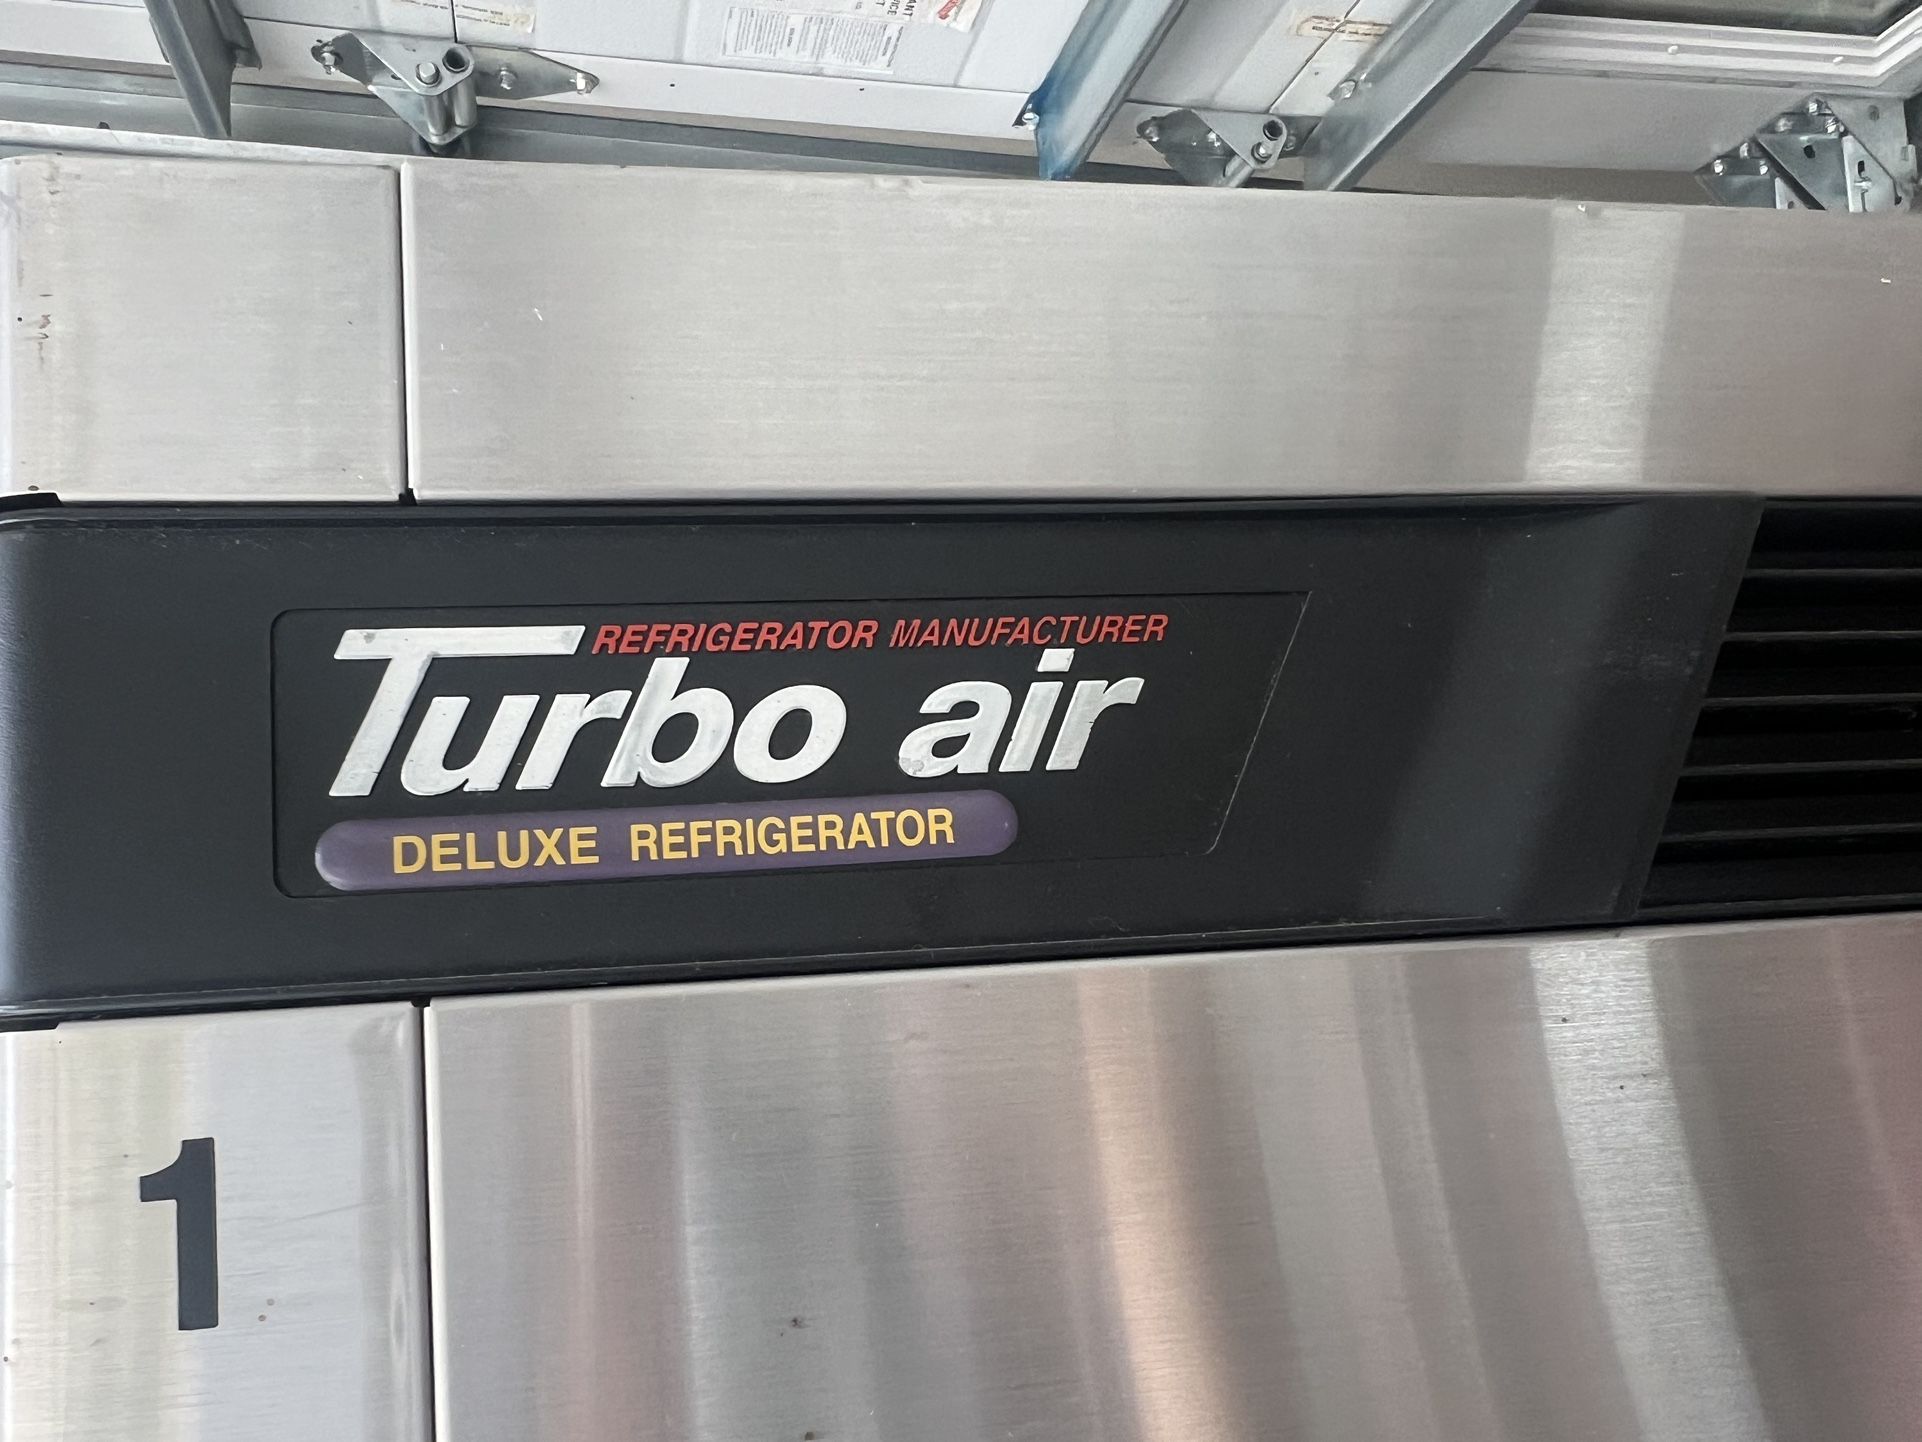 REFRIGERATOR MANUFACTURER
Turbo air
DELUXE REFRIGERATOR
1